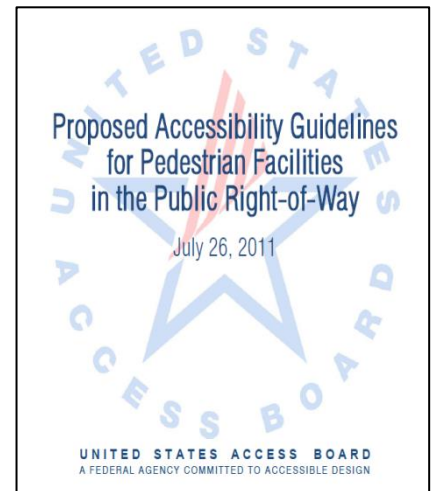 UNITED STATES
ACCESS BOARD
Proposed Accessibility Guidelines
for Pedestrian Facilities
in the Public Right-of-Way
July 26, 2011
UNITED STATES ACCESS BOARD
A FEDERAL AGENCY COMMITTED TO ACCESSIBLE DESIGN